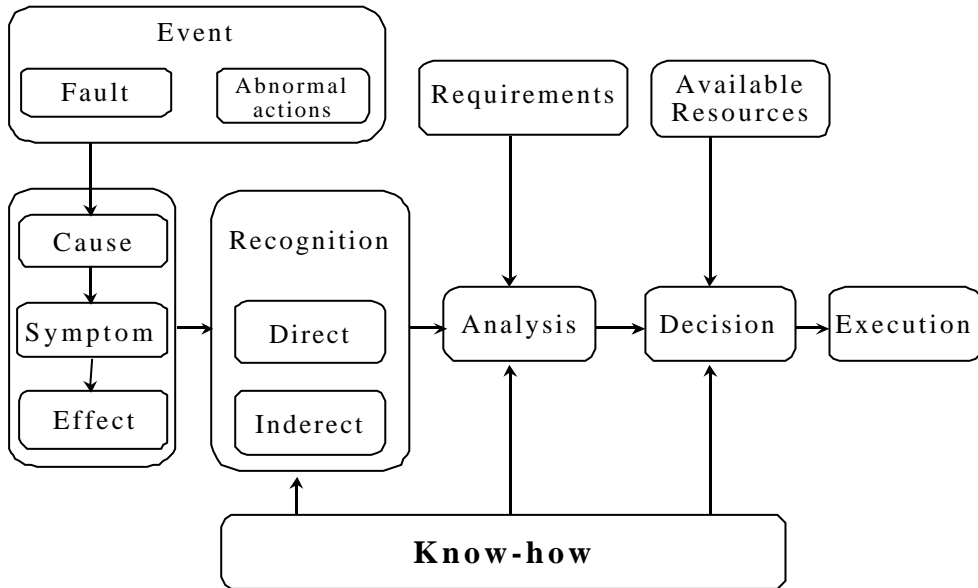 Event
Fault
Abnormal
actions
Requirements
Available
Resources
Cause
Symptom
Effect
Recognition
Direct
Inderect
Analysis
Decision
Execution
Know-how